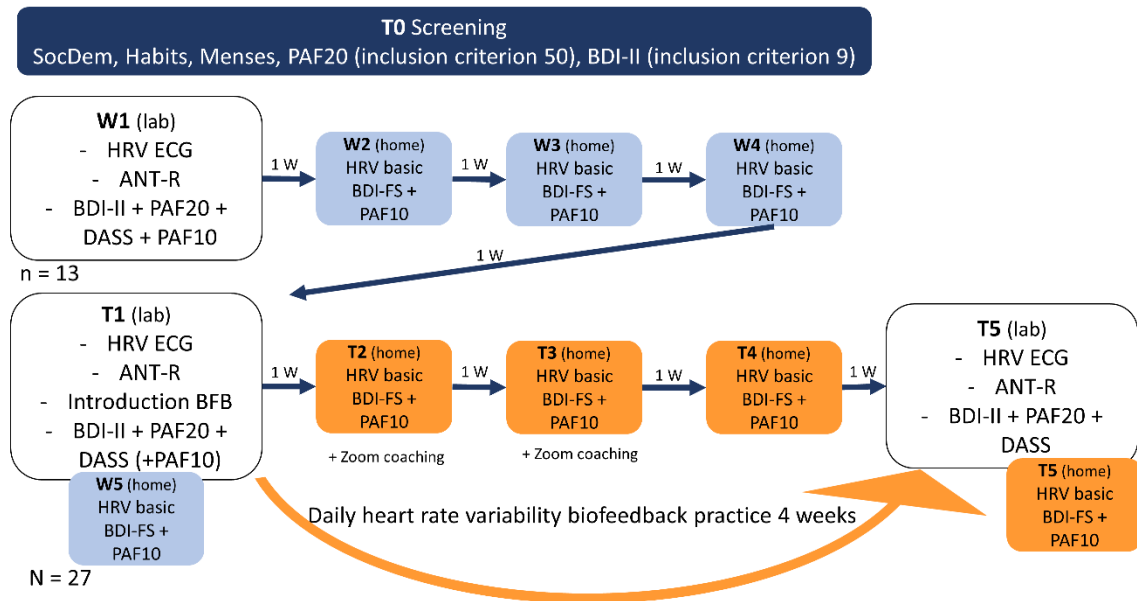 T0 Screening
SocDem, Habits, Menses, PAF20 (inclusion criterion 50), BDI-II (inclusion criterion 9)
W1 (lab)
- HRV ECG
- ANT-R
- BDI-II + PAF20 +
DASS + PAF10
n = 13
1 W
W2 (home)
HRV basic
BDI-FS +
PAF10
1 W
W3 (home)
HRV basic
BDI-FS +
PAF10
1 W
W4 (home)
HRV basic
BDI-FS +
PAF10
1 W
T1 (lab)
- HRV ECG
- ANT-R
- Introduction BFB
- BDI-II + PAF20 +
DASS (+PAF10)
W5 (home)
HRV basic
BDI-FS +
PAF10
N = 27
1 W
T2 (home)
HRV basic
BDI-FS +
PAF10
+ Zoom coaching
1 W
T3 (home)
HRV basic
BDI-FS +
PAF10
+ Zoom coaching
1 W
T4 (home)
HRV basic
BDI-FS +
PAF10
1 W
T5 (lab)
- HRV ECG
- ANT-R
- BDI-II + PAF20 +
DASS
T5 (home)
HRV basic
BDI-FS +
PAF10
Daily heart rate variability biofeedback practice 4 weeks